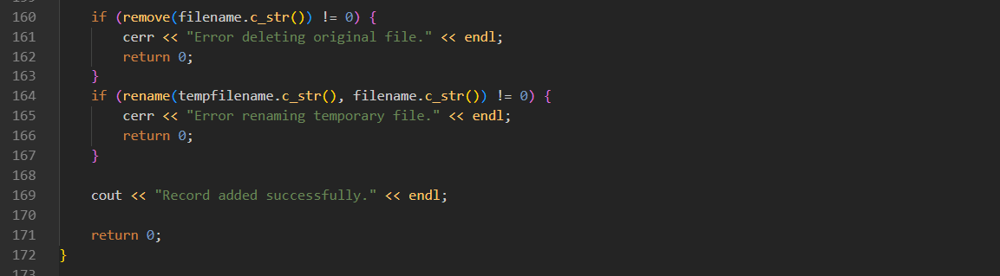 160 if (remove(filename.c_str()) != 0) {
161 cerr << "Error deleting original file." << endl;
162 return 0;
163 }
164 if (rename(tempfilename.c_str(), filename.c_str()) != 0) {
165 cerr << "Error renaming temporary file." << endl;
166 return 0;
167 }
168
169 cout << "Record added successfully." << endl;
170
171 return 0;
172 }
173